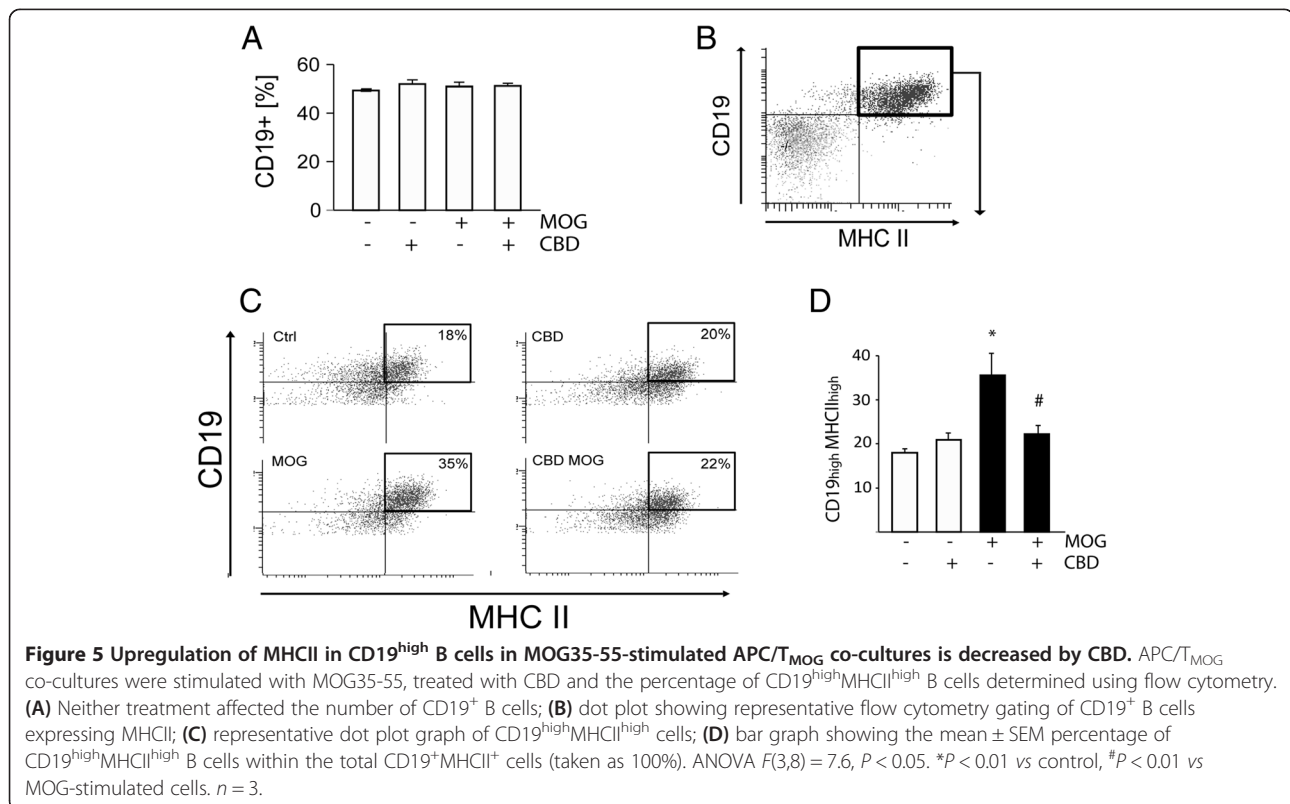 A
CD19+ [%]
60
40
20
0
- - + + MOG
- + - + CBD
B
CD19
MHC II
C
CD19
Ctrl 18%
CBD 20%
MOG 35%
CBD MOG 22%
MHC II
D
CD19high MHCIIhigh
40
30
20
10
*
#
- - + + MOG
- + - + CBD
Figure 5 Upregulation of MHCII in CD19high B cells in MOG35-55-stimulated APC/TMOG co-cultures is decreased by CBD. APC/TMOG
co-cultures were stimulated with MOG35-55, treated with CBD and the percentage of CD19highMHCIIhigh B cells determined using flow cytometry.
(A) Neither treatment affected the number of CD19+ B cells; (B) dot plot showing representative flow cytometry gating of CD19+ B cells
expressing MHCII; (C) representative dot plot graph of CD19highMHCIIhigh cells; (D) bar graph showing the mean ± SEM percentage of
CD19highMHCIIhigh B cells within the total CD19+MHCII+ cells (taken as 100%). ANOVA F(3,8) = 7.6, P < 0.05. *P < 0.01 vs control, #P < 0.01 vs
MOG-stimulated cells. n = 3.